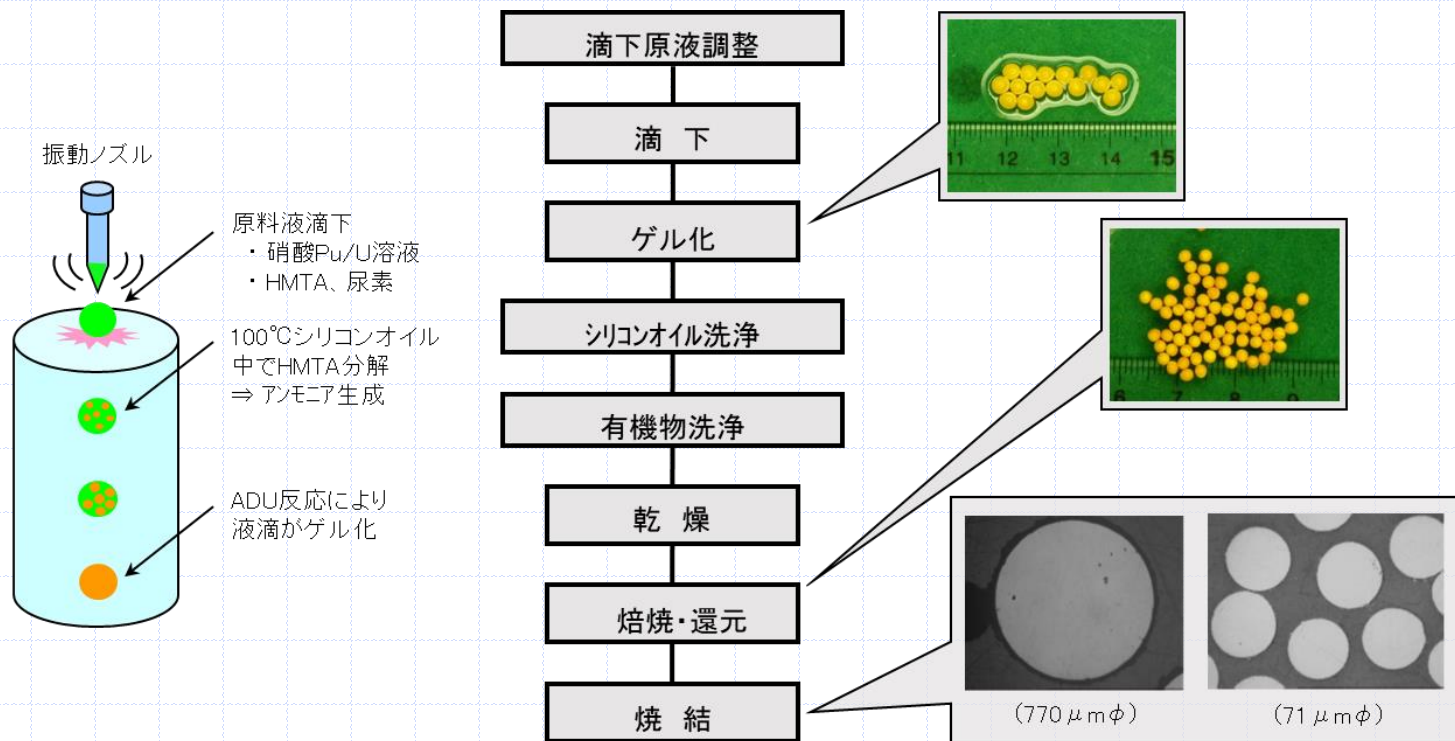 滴下原液調整
滴 下
ゲル化
シリコンオイル洗浄
有機物洗浄
乾 燥
焙焼・還元
焼 結
振動ノズル
原料液滴下
・ 硝酸Pu/U溶液
・ HMTA、尿素
100℃シリコンオイル
中でHMTA分解
⇒ アンモニア生成
ADU反応により
液滴がゲル化
11 12 13 14 15
6 7 8 9
(770μmφ)
(71μmφ)